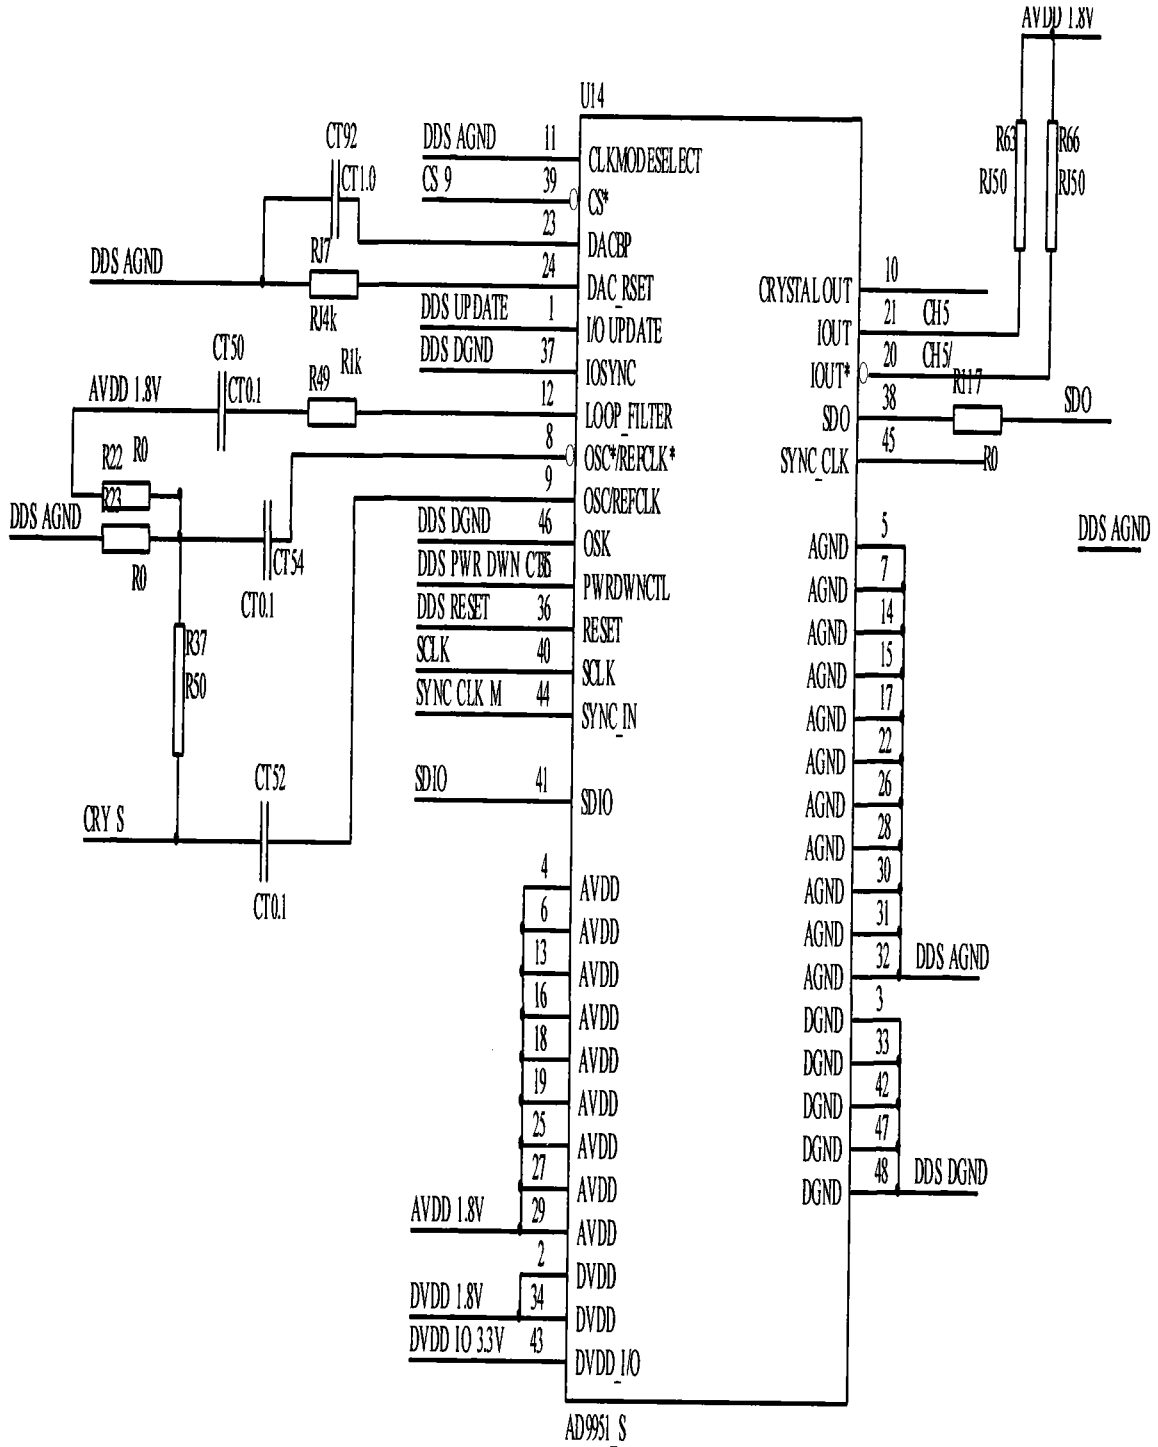 AVDD 1.8V
U14
CT92
CT1.0
DDS AGND 11 CLKMODESELECT
CS 9 39 CS*
23 DACBP
DDS AGND
RJ7
RJ4k
24 DAC_RSET
DDS UPDATE 1 I/O UPDATE
DDS DGND 37 IOSYNC
CT50
CT0.1
R49
R1k
12 LOOP_FILTER
AVDD 1.8V
8 OSC*/REFCLK*
R22 R0
R23
R0
DDS AGND
9 OSC/REFCLK
CT54
CT0.1
DDS DGND 46 OSK
DDS PWR DWN PWRDWNCTL
DDS RESET 36 RESET
SCLK 40 SCLK
SYNC CLK M 44 SYNC_IN
R37
R50
SDIO 41 SDIO
CRY S
CT52
CT0.1
4 AVDD
6 AVDD
13 AVDD
16 AVDD
18 AVDD
19 AVDD
25 AVDD
27 AVDD
AVDD 1.8V 29 AVDD
2 DVDD
DVDD 1.8V 34 DVDD
DVDD IO 3.3V 43 DVDD_I/O
AD9951_S
R63
RJ50
R66
RJ50
CRYSTAL OUT 10
IOUT 21 CH5
IOUT* 20 CH5/
SDO 38 R117 SDO
R0
SYNC_CLK 45
DDS AGND
AGND 5
AGND 7
AGND 14
AGND 15
AGND 17
AGND 22
AGND 26
AGND 28
AGND 30
AGND 31
AGND 32 DDS AGND
DGND 3
DGND 33
DGND 42
DGND 47
DGND 48 DDS DGND